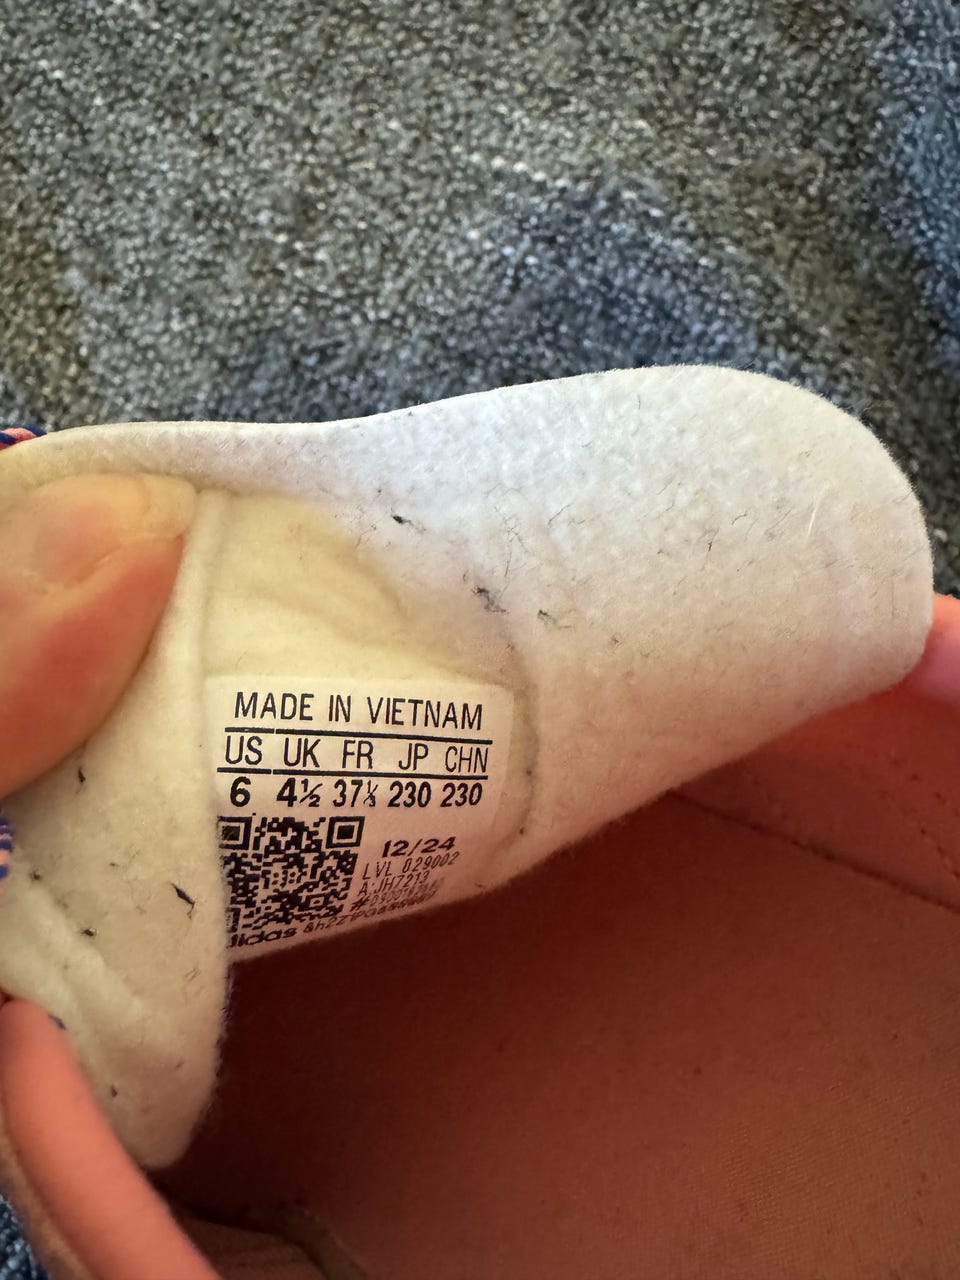 MADE IN VIETNAM
US UK FR JP CHN
6 4½ 37⅓ 230 230
12/24
LVL 029002
A:JH7213
adidas